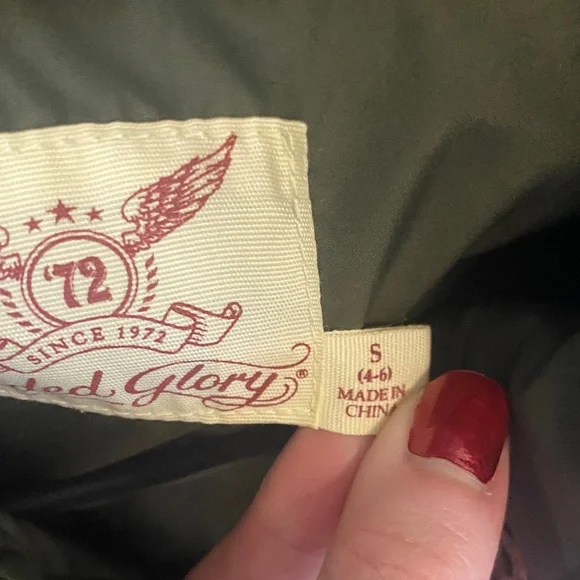 '72
SINCE 1972
Glory®
S
(4-6)
MADE IN
CHINA